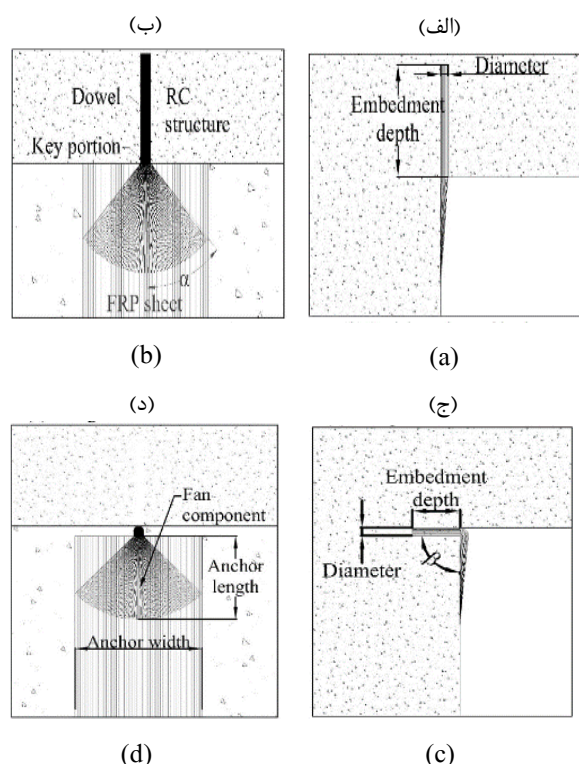 (ب)
(الف)
Dowel
RC
structure
Key portion
α
FRP sheet
Diameter
Embedment
depth
(b)
(a)
(د)
(ج)
Fan
component
Anchor
length
Anchor width
Embedment
depth
Diameter
β
(d)
(c)